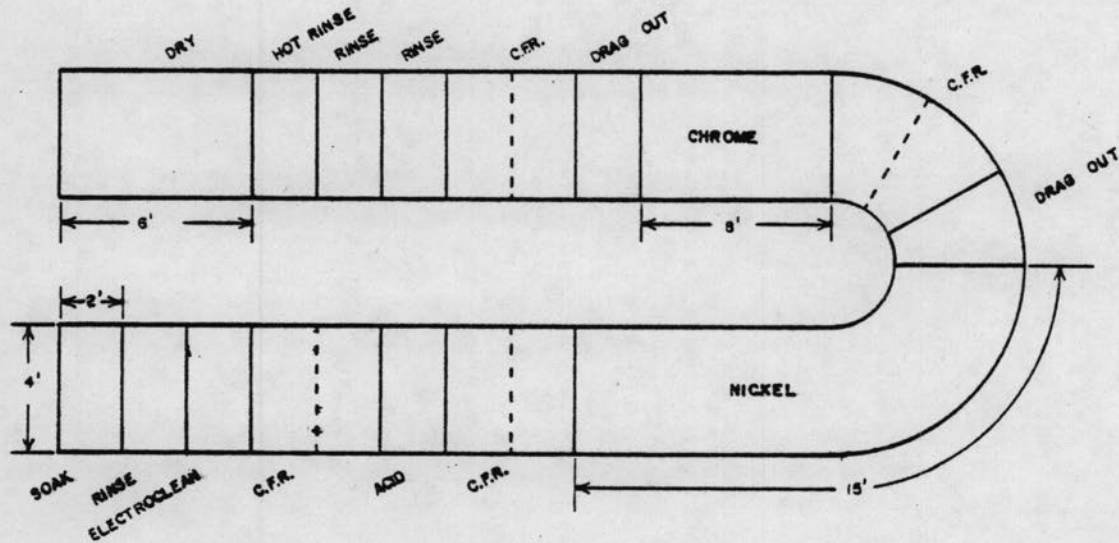 DRY
HOT RINSE
RINSE
RINSE
C.F.R.
DRAG OUT
C.F.R.
CHROME
DRAG OUT
6'
8'
2'
4'
NICKEL
SOAK
RINSE
ELECTROCLEAN
C.F.R.
ACID
C.F.R.
15'